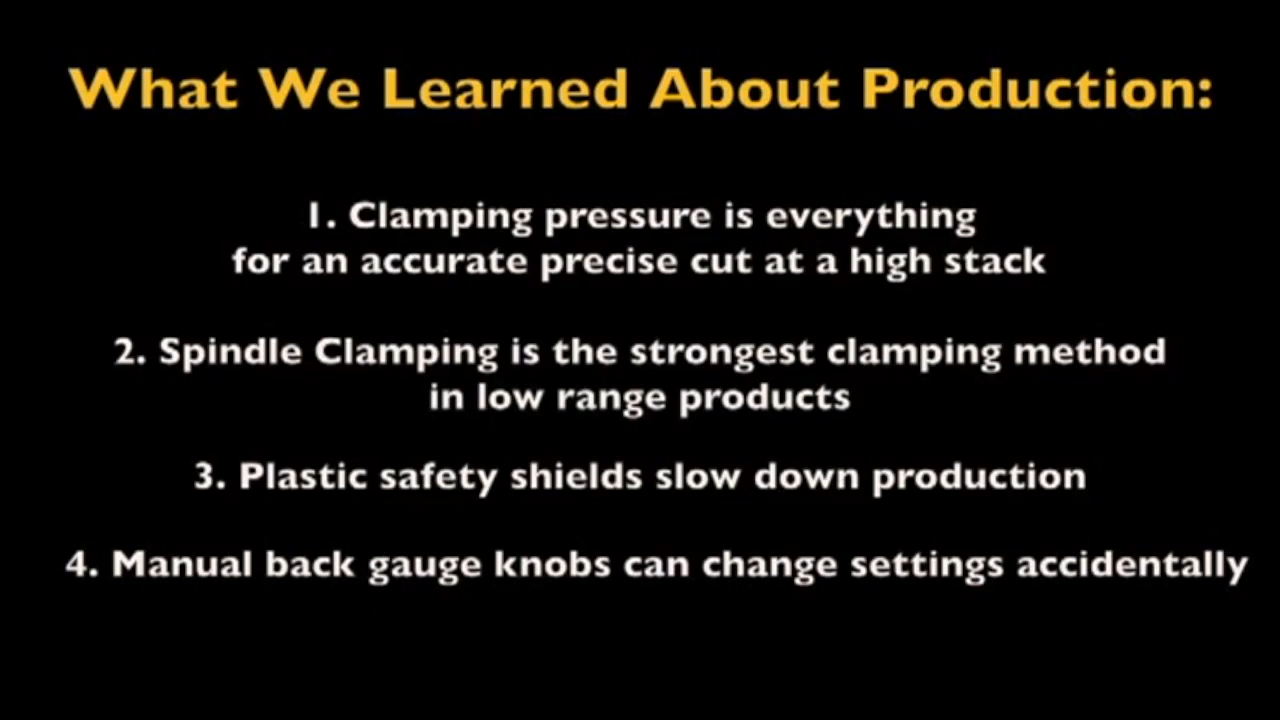 What We Learned About Production:
1. Clamping pressure is everything
for an accurate precise cut at a high stack
2. Spindle Clamping is the strongest clamping method
in low range products
3. Plastic safety shields slow down production
4. Manual back gauge knobs can change settings accidentally